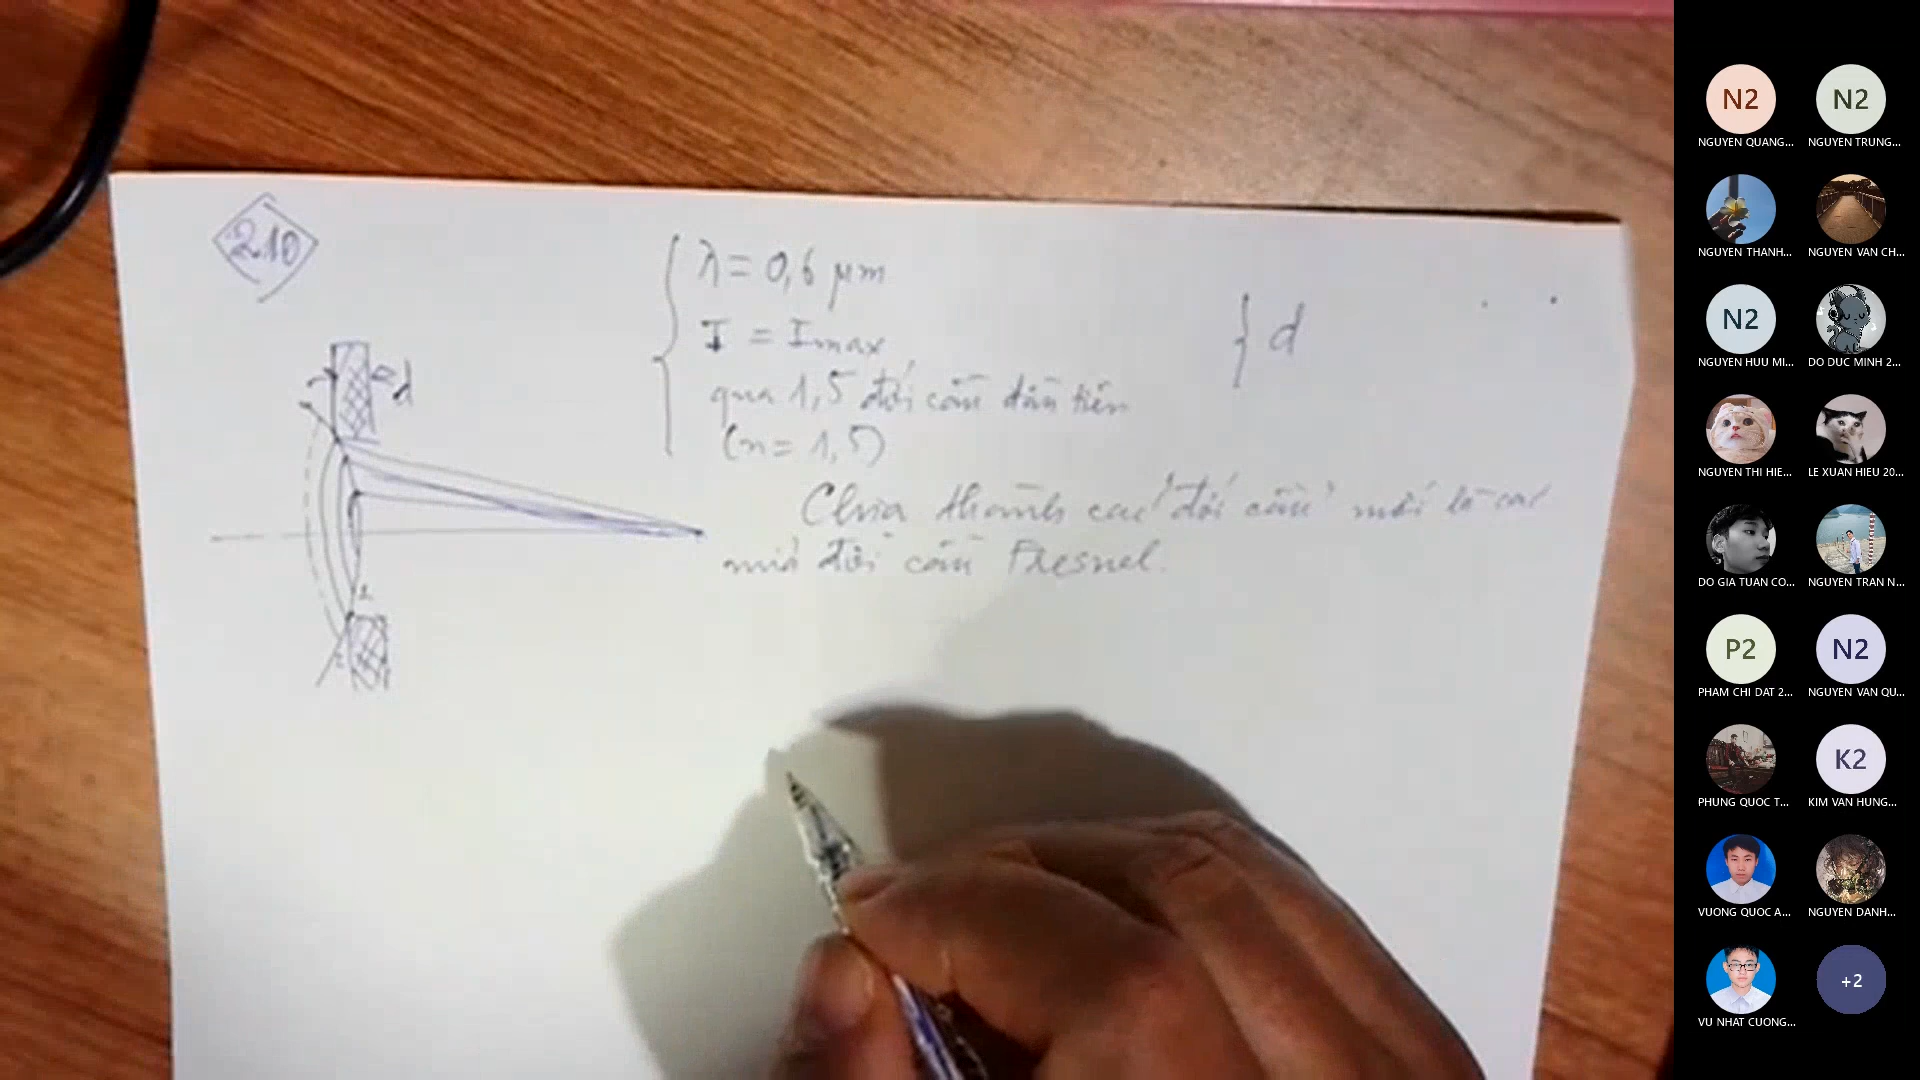 2.10
λ = 0,6 μm
I = Imax
qua 1,5 đới cầu đầu tiên
(n = 1,5)
} d
d
Chia thành các đới cầu mới là các
nửa đới cầu Fresnel.
N2
NGUYEN QUANG...
N2
NGUYEN TRUNG...
NGUYEN THANH...
NGUYEN VAN CH...
N2
NGUYEN HUU MI...
DO DUC MINH 2...
NGUYEN THI HIE...
LE XUAN HIEU 20...
DO GIA TUAN CO...
NGUYEN TRAN N...
P2
PHAM CHI DAT 2...
N2
NGUYEN VAN QU...
PHUNG QUOC T...
K2
KIM VAN HUNG...
VUONG QUOC A...
NGUYEN DANH...
VU NHAT CUONG...
+2